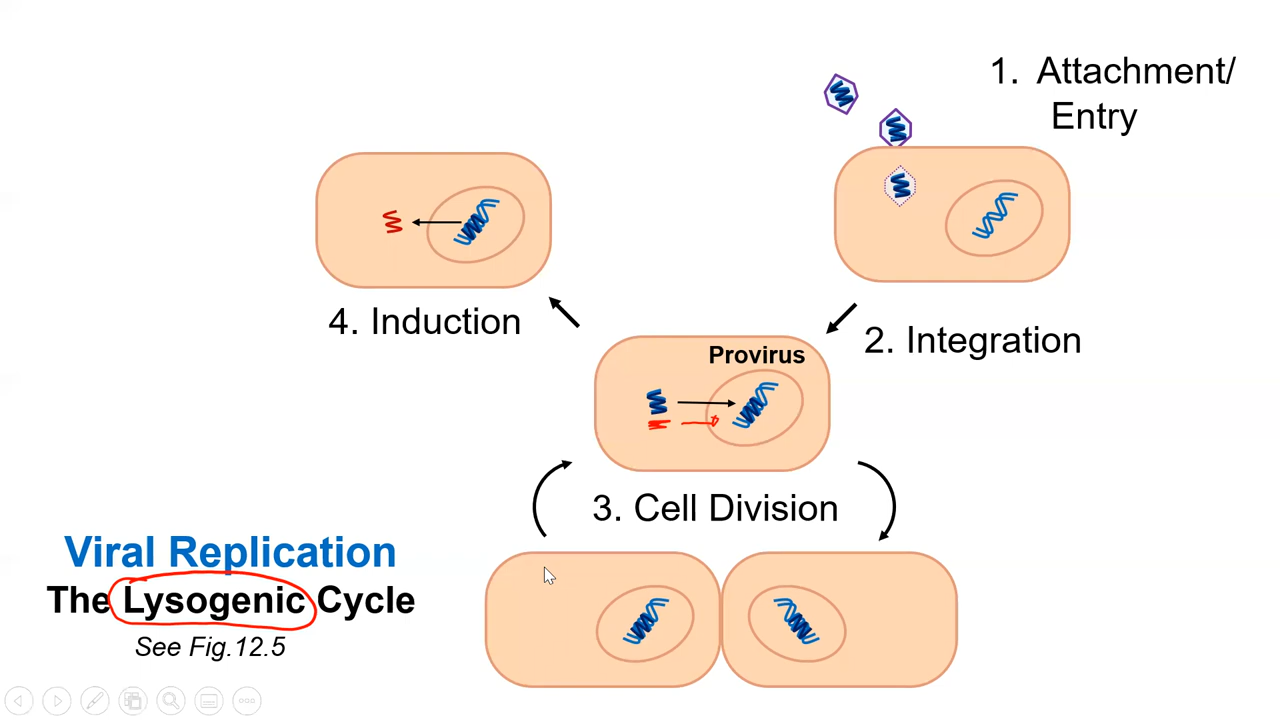 1. Attachment/
Entry
4. Induction
2. Integration
Provirus
3. Cell Division
Viral Replication
The Lysogenic Cycle
See Fig.12.5